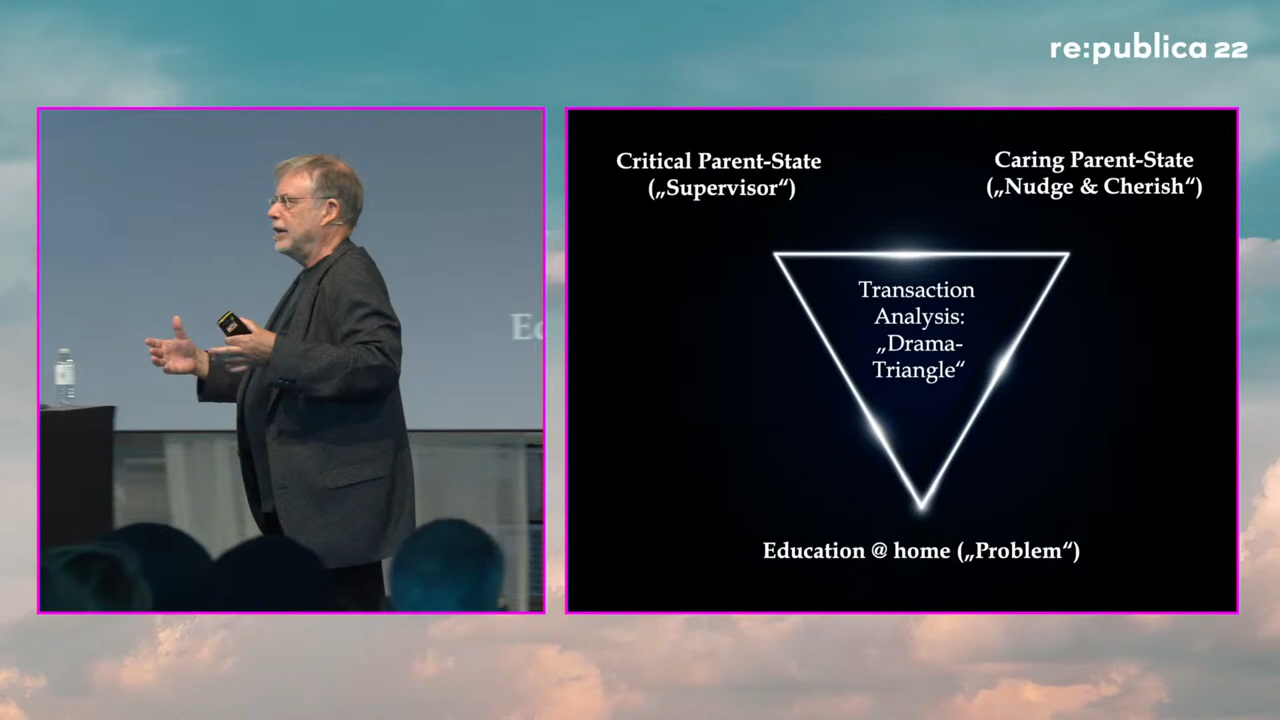 re:publica 22
Critical Parent-State
(„Supervisor“)
Caring Parent-State
(„Nudge & Cherish“)
Transaction
Analysis:
„Drama-
Triangle“
Education @ home („Problem“)